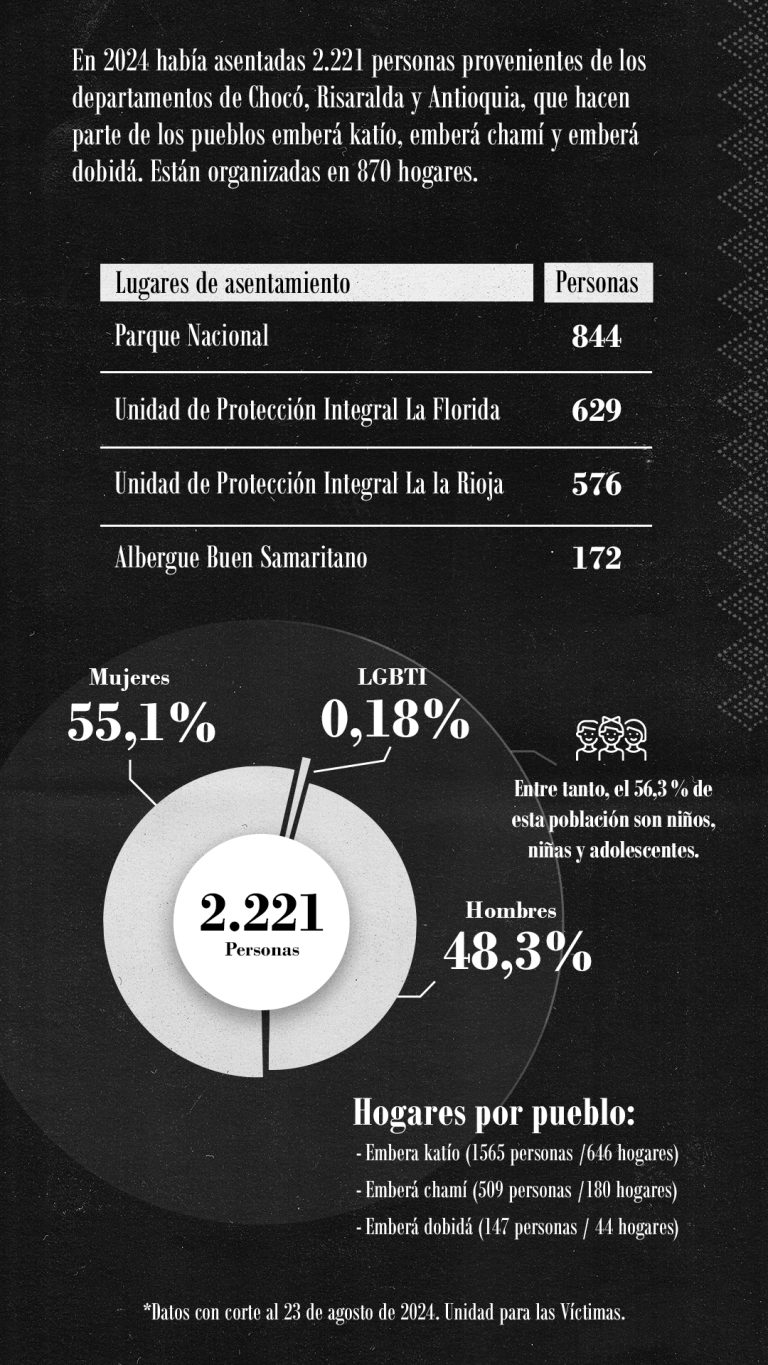 En 2024 había asentadas 2.221 personas provenientes de los
departamentos de Chocó, Risaralda y Antioquia, que hacen
parte de los pueblos emberá katío, emberá chamí y emberá
dobidá. Están organizadas en 870 hogares.
Lugares de asentamiento Personas
Parque Nacional 844
Unidad de Protección Integral La Florida 629
Unidad de Protección Integral La la Rioja 576
Albergue Buen Samaritano 172
Mujeres
55,1%
LGBTI
0,18%
Entre tanto, el 56,3 % de
esta población son niños,
niñas y adolescentes.
2.221
Personas
Hombres
48,3%
Hogares por pueblo:
- Embera katío (1565 personas /646 hogares)
- Emberá chamí (509 personas /180 hogares)
- Emberá dobidá (147 personas / 44 hogares)
*Datos con corte al 23 de agosto de 2024. Unidad para las Víctimas.